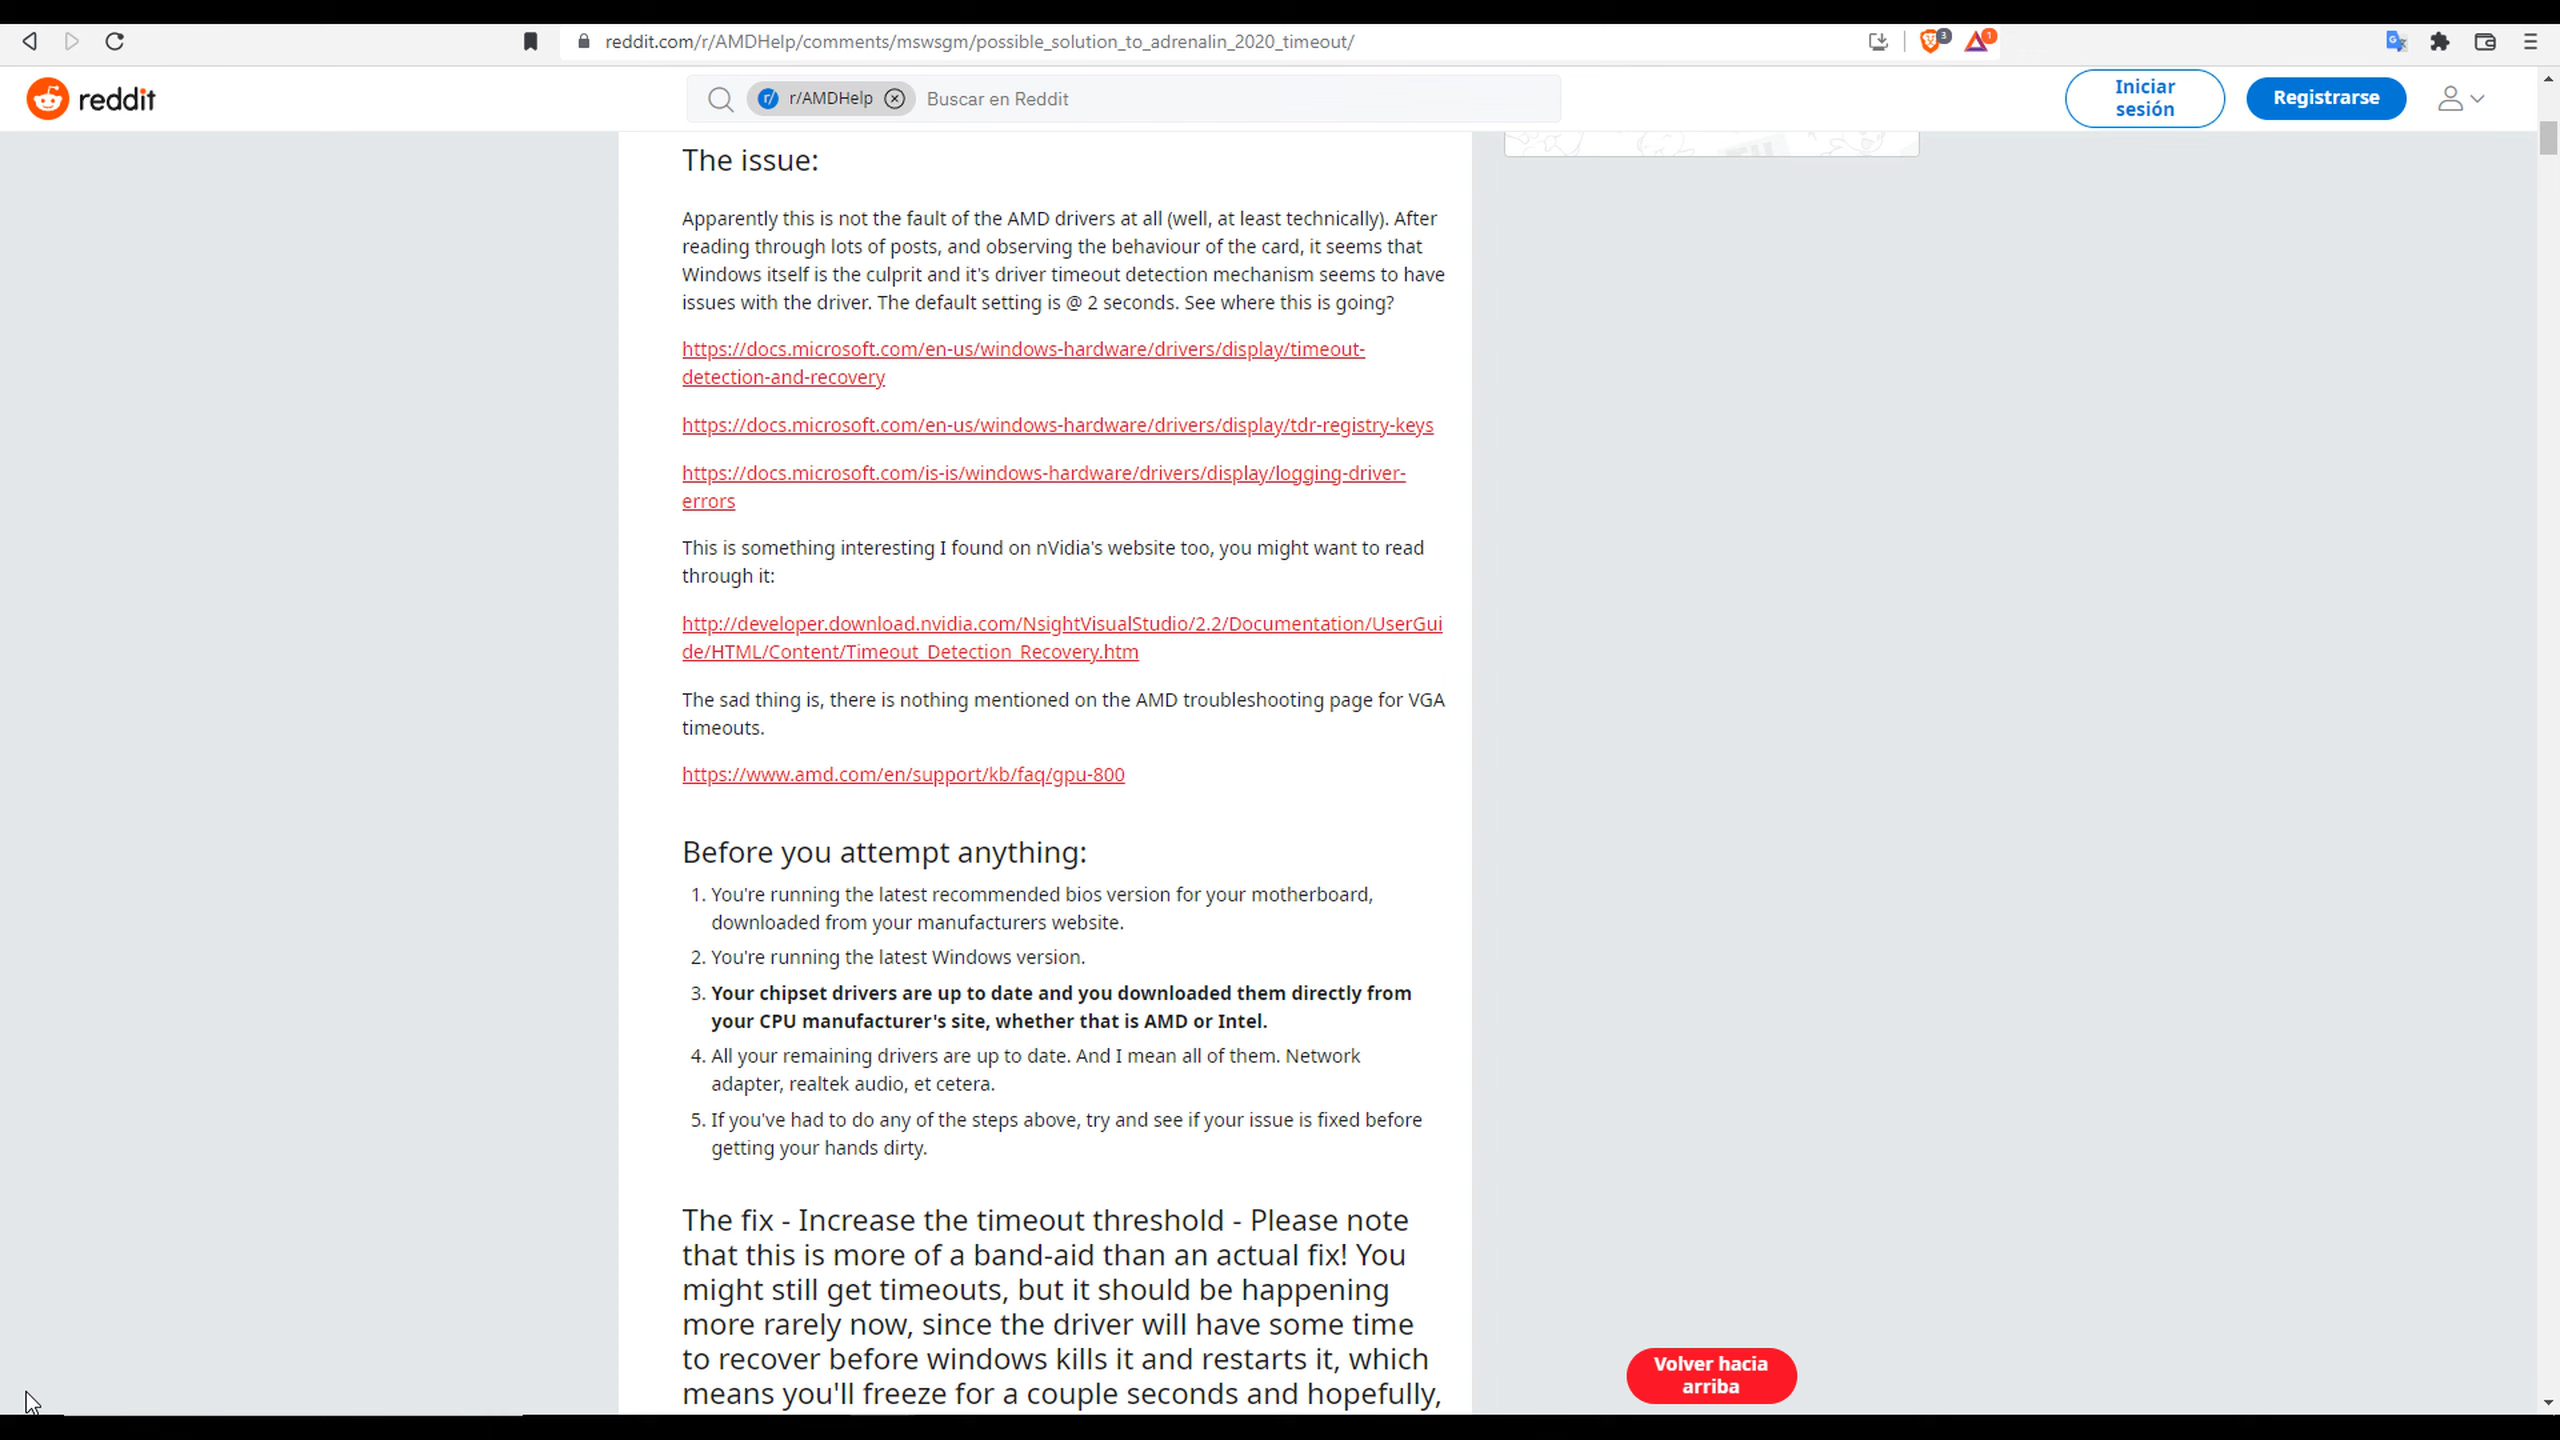 reddit.com/r/AMDHelp/comments/mswsgm/possible_solution_to_adrenalin_2020_timeout/
3
1
reddit
r/AMDHelp
Buscar en Reddit
Iniciar
sesión
Registrarse
The issue:
Apparently this is not the fault of the AMD drivers at all (well, at least technically). After
reading through lots of posts, and observing the behaviour of the card, it seems that
Windows itself is the culprit and it's driver timeout detection mechanism seems to have
issues with the driver. The default setting is @ 2 seconds. See where this is going?
https://docs.microsoft.com/en-us/windows-hardware/drivers/display/timeout-
detection-and-recovery
https://docs.microsoft.com/en-us/windows-hardware/drivers/display/tdr-registry-keys
https://docs.microsoft.com/is-is/windows-hardware/drivers/display/logging-driver-
errors
This is something interesting I found on nVidia's website too, you might want to read
through it:
http://developer.download.nvidia.com/NsightVisualStudio/2.2/Documentation/UserGui
de/HTML/Content/Timeout_Detection_Recovery.htm
The sad thing is, there is nothing mentioned on the AMD troubleshooting page for VGA
timeouts.
https://www.amd.com/en/support/kb/faq/gpu-800
Before you attempt anything:
1. You're running the latest recommended bios version for your motherboard,
downloaded from your manufacturers website.
2. You're running the latest Windows version.
3. Your chipset drivers are up to date and you downloaded them directly from
your CPU manufacturer's site, whether that is AMD or Intel.
4. All your remaining drivers are up to date. And I mean all of them. Network
adapter, realtek audio, et cetera.
5. If you've had to do any of the steps above, try and see if your issue is fixed before
getting your hands dirty.
The fix - Increase the timeout threshold - Please note
that this is more of a band-aid than an actual fix! You
might still get timeouts, but it should be happening
more rarely now, since the driver will have some time
to recover before windows kills it and restarts it, which
means you'll freeze for a couple seconds and hopefully,
Volver hacia
arriba